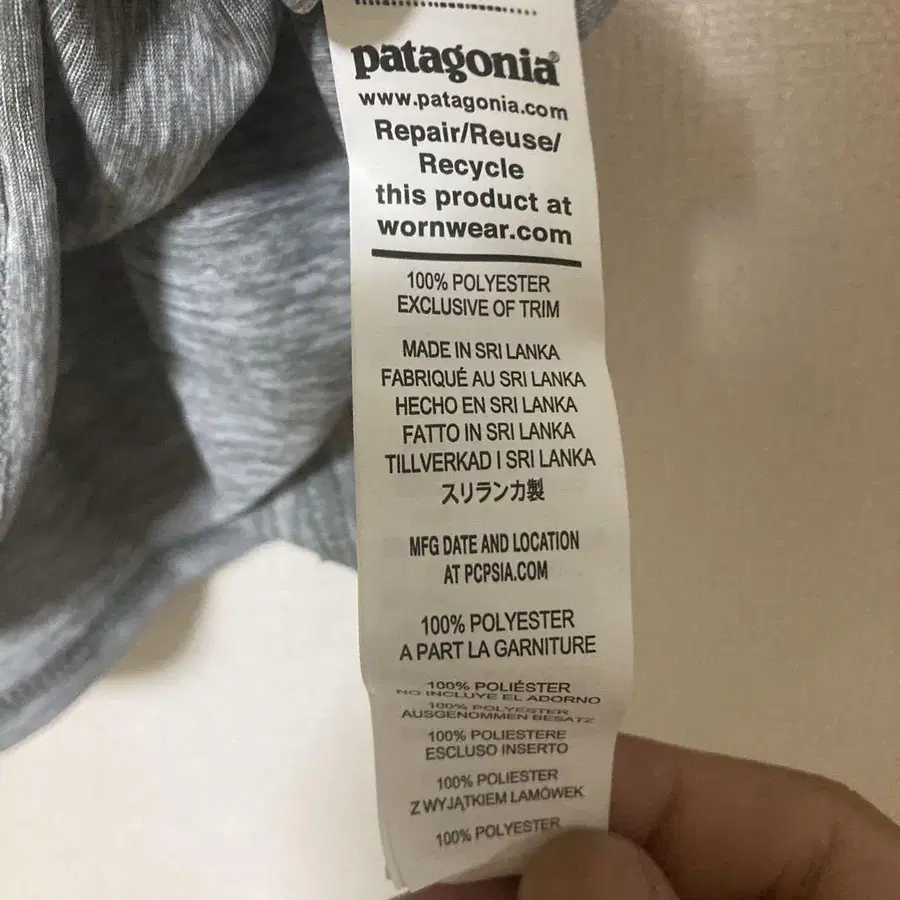 patagonia®
www.patagonia.com
Repair/Reuse/
Recycle
this product at
wornwear.com
100% POLYESTER
EXCLUSIVE OF TRIM
MADE IN SRI LANKA
FABRIQUÉ AU SRI LANKA
HECHO EN SRI LANKA
FATTO IN SRI LANKA
TILLVERKAD I SRI LANKA
スリランカ製
MFG DATE AND LOCATION
AT PCPSIA.COM
100% POLYESTER
A PART LA GARNITURE
100% POLIÉSTER
NO INCLUYE EL ADORNO
100% POLYESTER
AUSGENOMMEN BESATZ
100% POLIESTERE
ESCLUSO INSERTO
100% POLIESTER
Z WYJĄTKIEM LAMÓWEK
100% POLYESTER